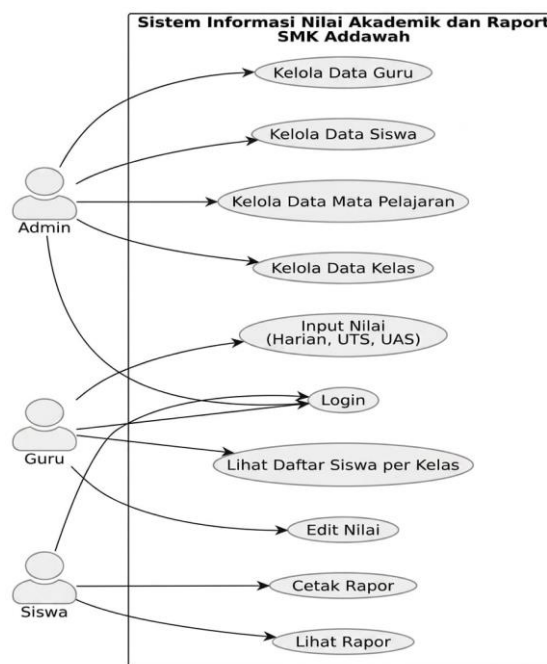 Sistem Informasi Nilai Akademik dan Raport
SMK Addawah
Kelola Data Guru
Kelola Data Siswa
Admin
Kelola Data Mata Pelajaran
Kelola Data Kelas
Input Nilai
(Harian, UTS, UAS)
Login
Guru
Lihat Daftar Siswa per Kelas
Edit Nilai
Siswa
Cetak Rapor
Lihat Rapor